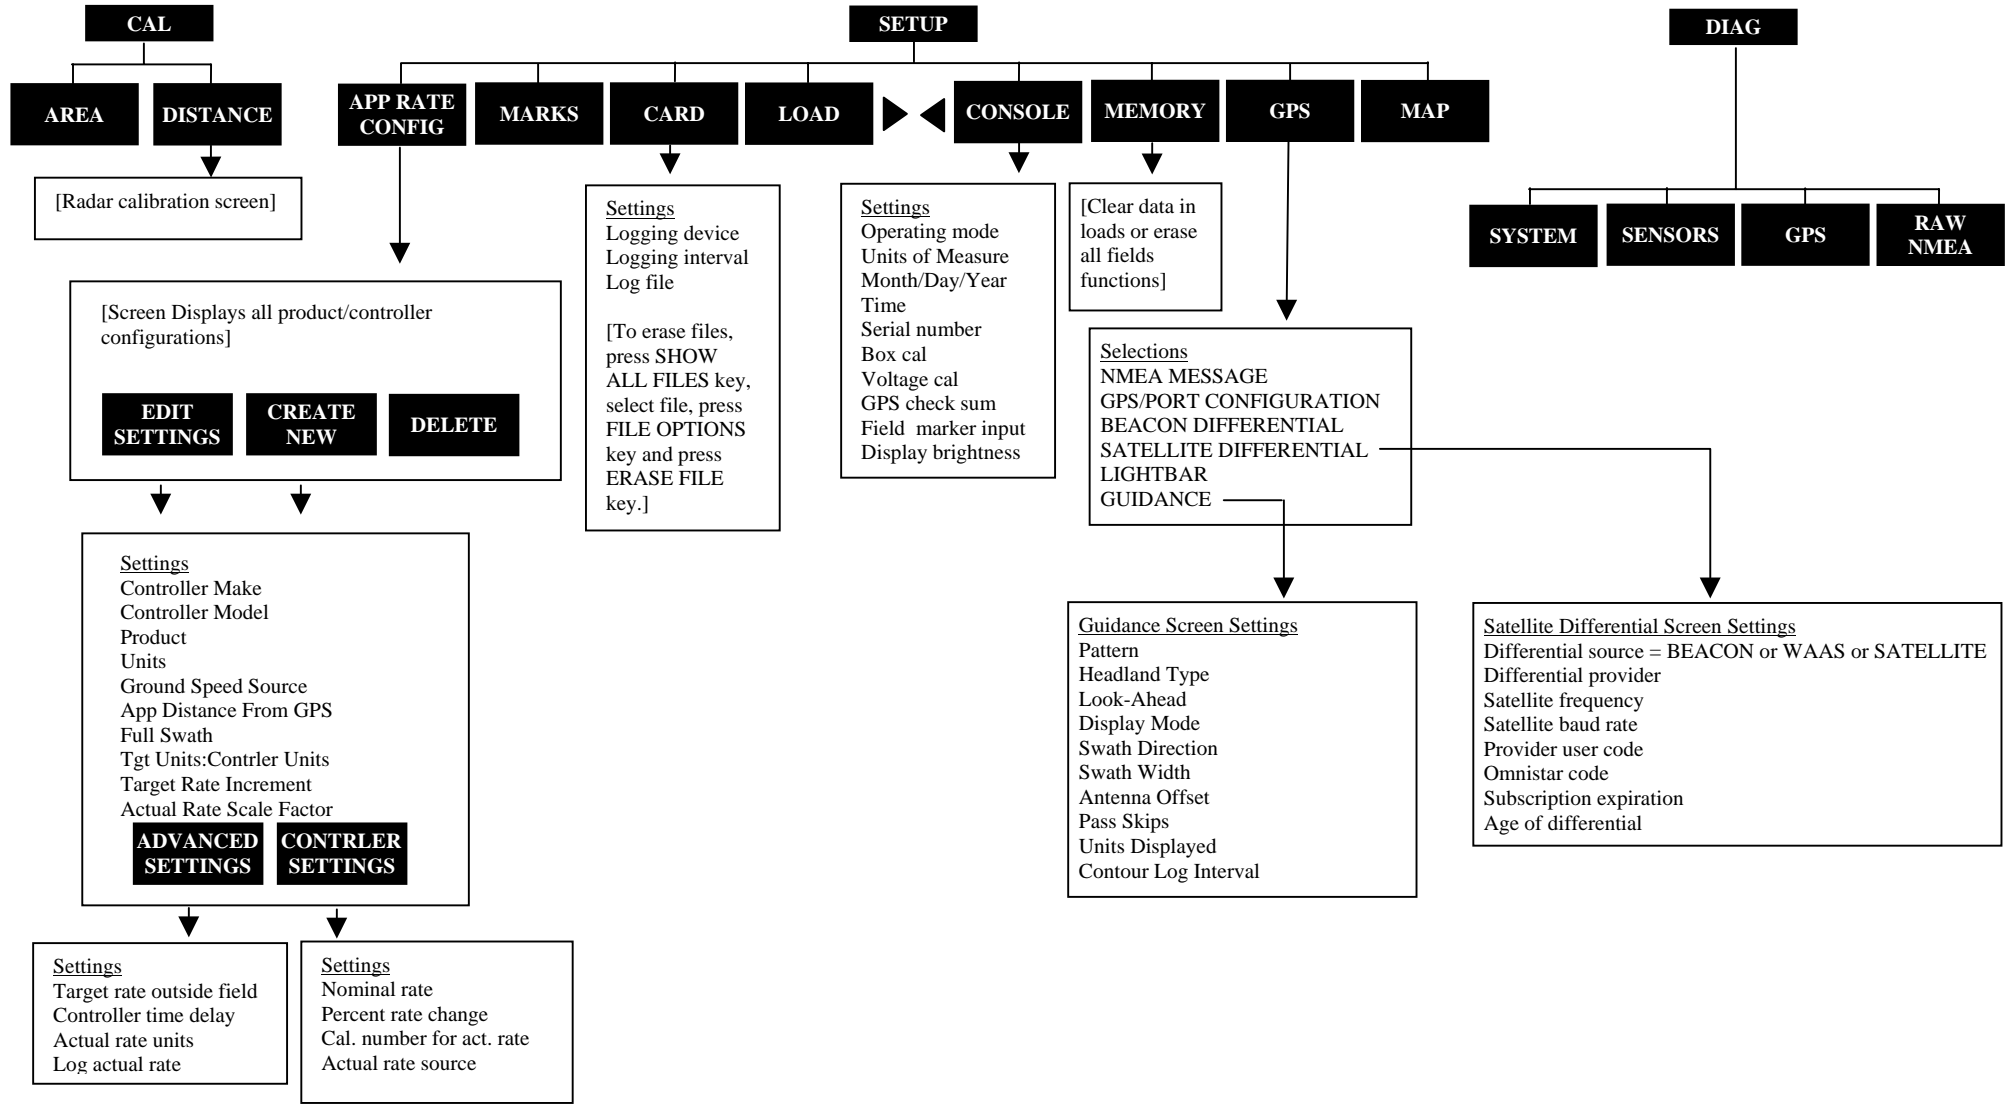 CAL
SETUP
DIAG
AREA
DISTANCE
APP RATE
CONFIG
MARKS
CARD
LOAD
CONSOLE
MEMORY
GPS
MAP
SYSTEM
SENSORS
GPS
RAW
NMEA
[Radar calibration screen]
[Screen Displays all product/controller
configurations]
EDIT
SETTINGS
CREATE
NEW
DELETE
Settings
Controller Make
Controller Model
Product
Units
Ground Speed Source
App Distance From GPS
Full Swath
Tgt Units:Contrler Units
Target Rate Increment
Actual Rate Scale Factor
ADVANCED
SETTINGS
CONTRLER
SETTINGS
Settings
Target rate outside field
Controller time delay
Actual rate units
Log actual rate
Settings
Nominal rate
Percent rate change
Cal. number for act. rate
Actual rate source
Settings
Logging device
Logging interval
Log file
[To erase files,
press SHOW
ALL FILES key,
select file, press
FILE OPTIONS
key and press
ERASE FILE
key.]
Settings
Operating mode
Units of Measure
Month/Day/Year
Time
Serial number
Box cal
Voltage cal
GPS check sum
Field marker input
Display brightness
[Clear data in
loads or erase
all fields
functions]
Selections
NMEA MESSAGE
GPS/PORT CONFIGURATION
BEACON DIFFERENTIAL
SATELLITE DIFFERENTIAL
LIGHTBAR
GUIDANCE
Guidance Screen Settings
Pattern
Headland Type
Look-Ahead
Display Mode
Swath Direction
Swath Width
Antenna Offset
Pass Skips
Units Displayed
Contour Log Interval
Satellite Differential Screen Settings
Differential source = BEACON or WAAS or SATELLITE
Differential provider
Satellite frequency
Satellite baud rate
Provider user code
Omnistar code
Subscription expiration
Age of differential